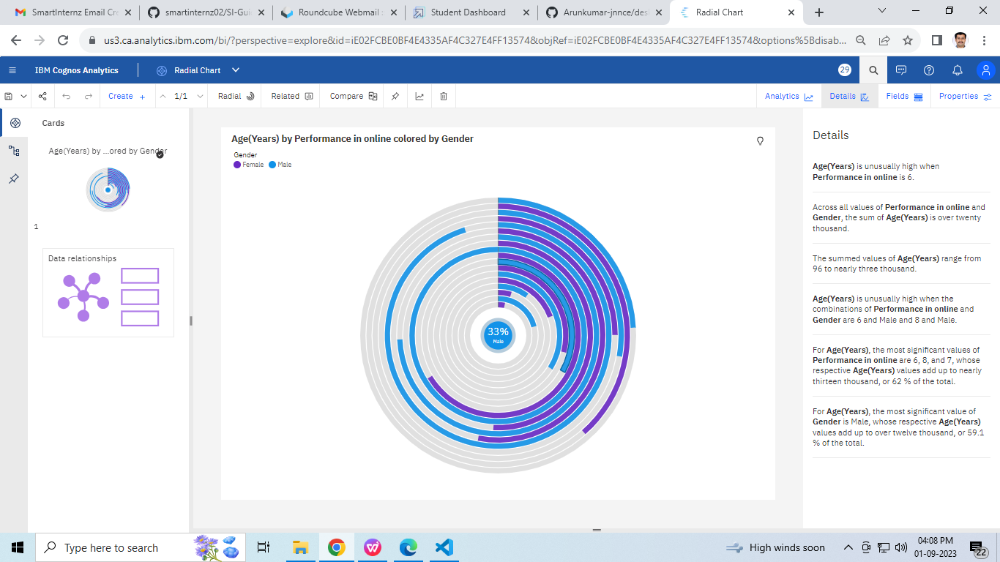 SmartInternz Email Cre
smartinternz02/SI-Gui
Roundcube Webmail
Student Dashboard
Arunkumar-jnnce/des
Radial Chart
us3.ca.analytics.ibm.com/bi/?perspective=explore&id=iE02FCBE0BF4E4335AF4C327E4FF13574&objRef=iE02FCBE0BF4E4335AF4C327E4FF13574&options%5Bdisab...
IBM Cognos Analytics
Radial Chart
29
Create +
1/1
Radial
Related
Compare
Analytics
Details
Fields
Properties
Cards
Age(Years) by ...ored by Gender
1
Data relationships
Age(Years) by Performance in online colored by Gender
Gender
Female Male
33%
Male
Details
Age(Years) is unusually high when
Performance in online is 6.
Across all values of Performance in online and
Gender, the sum of Age(Years) is over twenty
thousand.
The summed values of Age(Years) range from
96 to nearly three thousand.
Age(Years) is unusually high when the
combinations of Performance in online and
Gender are 6 and Male and 8 and Male.
For Age(Years), the most significant values of
Performance in online are 6, 8, and 7, whose
respective Age(Years) values add up to nearly
thirteen thousand, or 62 % of the total.
For Age(Years), the most significant value of
Gender is Male, whose respective Age(Years)
values add up to over twelve thousand, or 59.1
% of the total.
Type here to search
High winds soon
04:08 PM
01-09-2023
22